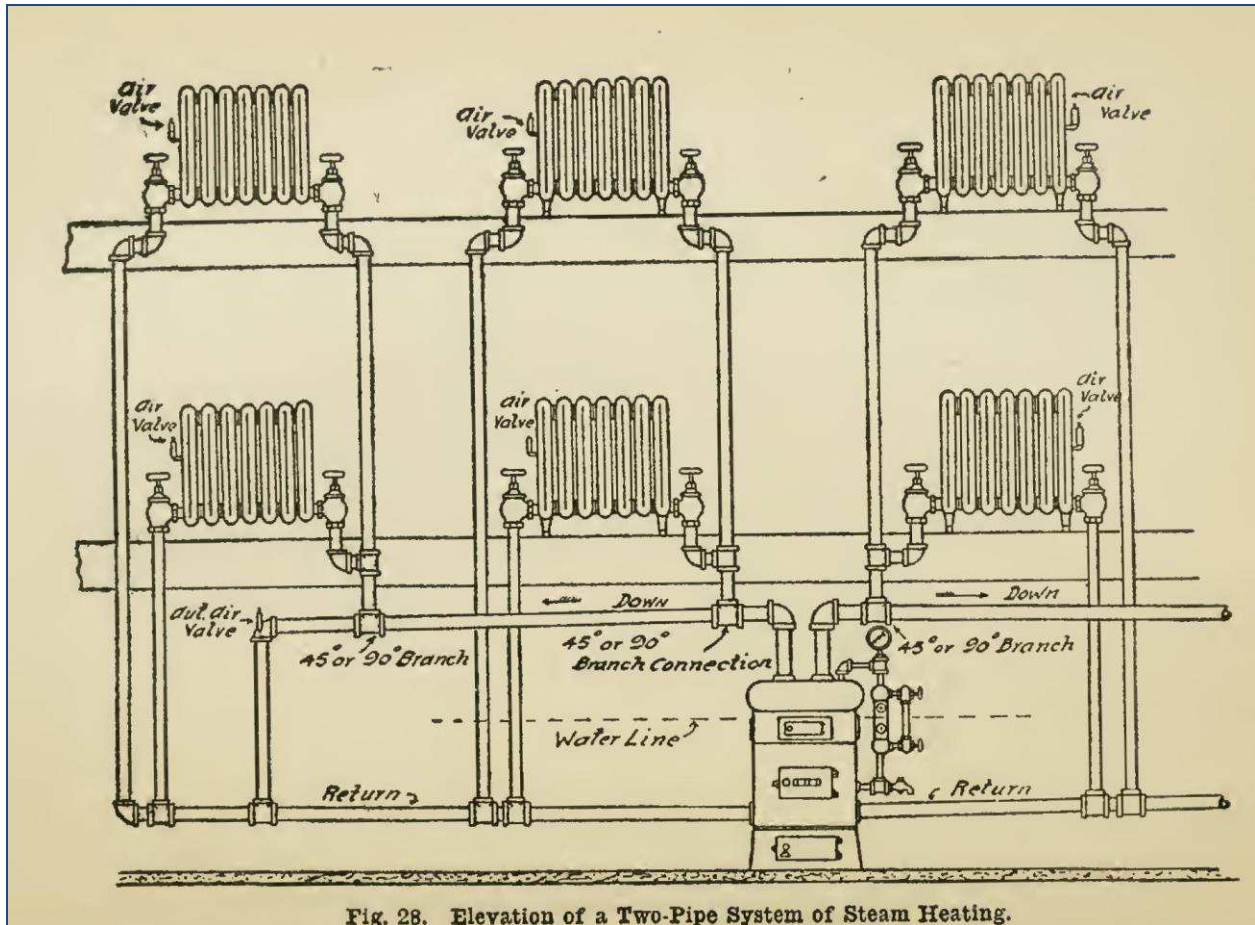 air
Valve
air
Valve
air
Valve
air
Valve
air
Valve
air
Valve
Aut. air
Valve
Down
Down
45° or 90° Branch
45° or 90°
Branch Connection
45° or 90° Branch
Water Line
Return
Return
Fig. 28. Elevation of a Two-Pipe System of Steam Heating.